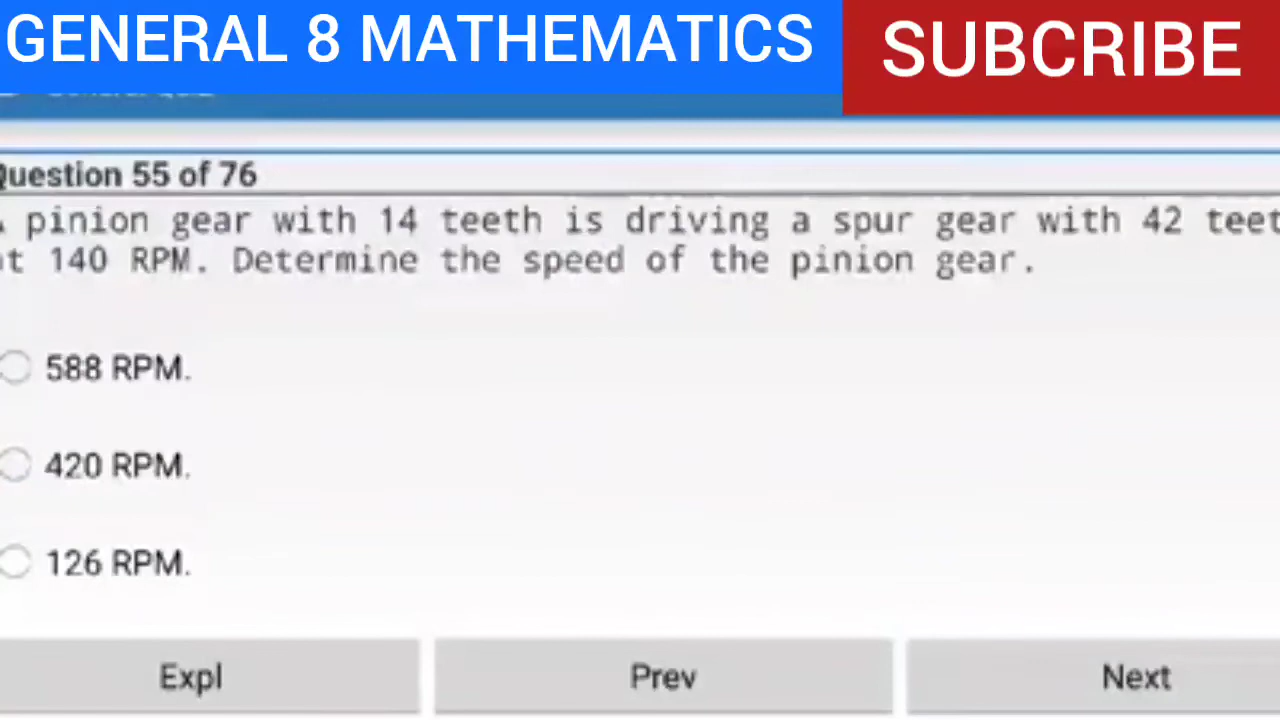 GENERAL 8 MATHEMATICS
SUBCRIBE
Question 55 of 76
pinion gear with 14 teeth is driving a spur gear with 42 teet
at 140 RPM. Determine the speed of the pinion gear.
588 RPM.
420 RPM.
126 RPM.
Expl
Prev
Next